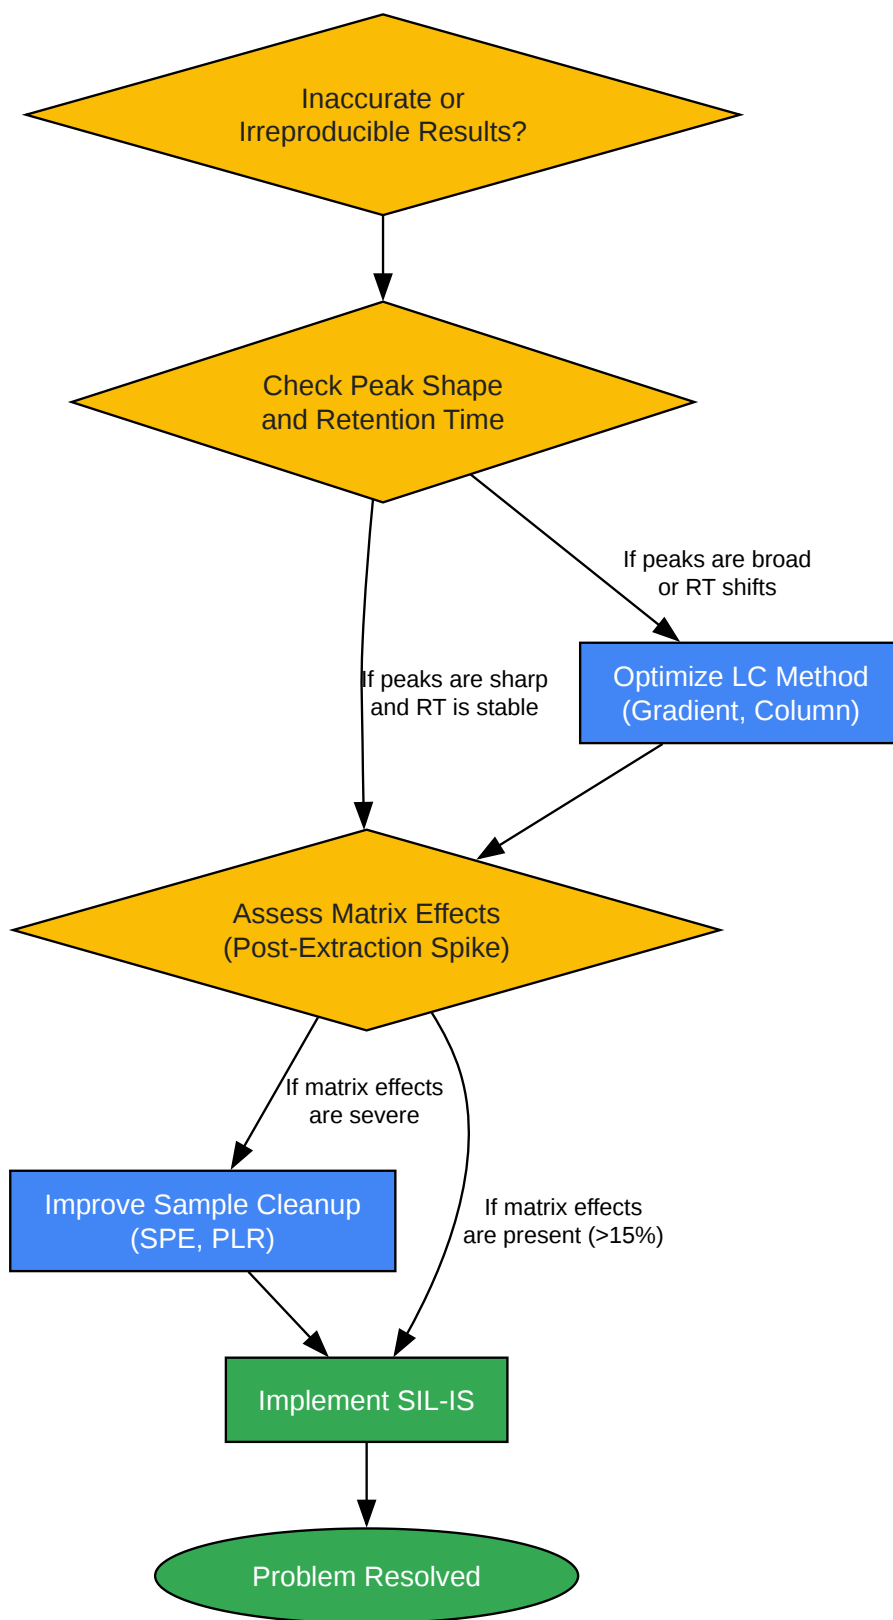 Inaccurate or
Irreproducible Results?
Check Peak Shape
and Retention Time
If peaks are broad
or RT shifts
If peaks are sharp
and RT is stable
Optimize LC Method
(Gradient, Column)
Assess Matrix Effects
(Post-Extraction Spike)
If matrix effects
are severe
Improve Sample Cleanup
(SPE, PLR)
If matrix effects
are present (>15%)
Implement SIL-IS
Problem Resolved